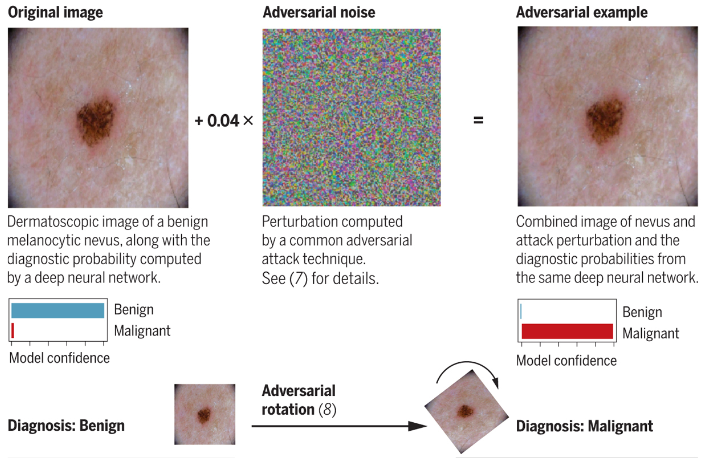 Original image
Adversarial noise
Adversarial example
+ 0.04 ×
=
Dermatoscopic image of a benign
melanocytic nevus, along with the
diagnostic probability computed
by a deep neural network.
Perturbation computed
by a common adversarial
attack technique.
See (7) for details.
Combined image of nevus and
attack perturbation and the
diagnostic probabilities from
the same deep neural network.
Benign
Malignant
Model confidence
Benign
Malignant
Model confidence
Diagnosis: Benign
Adversarial
rotation (8)
Diagnosis: Malignant